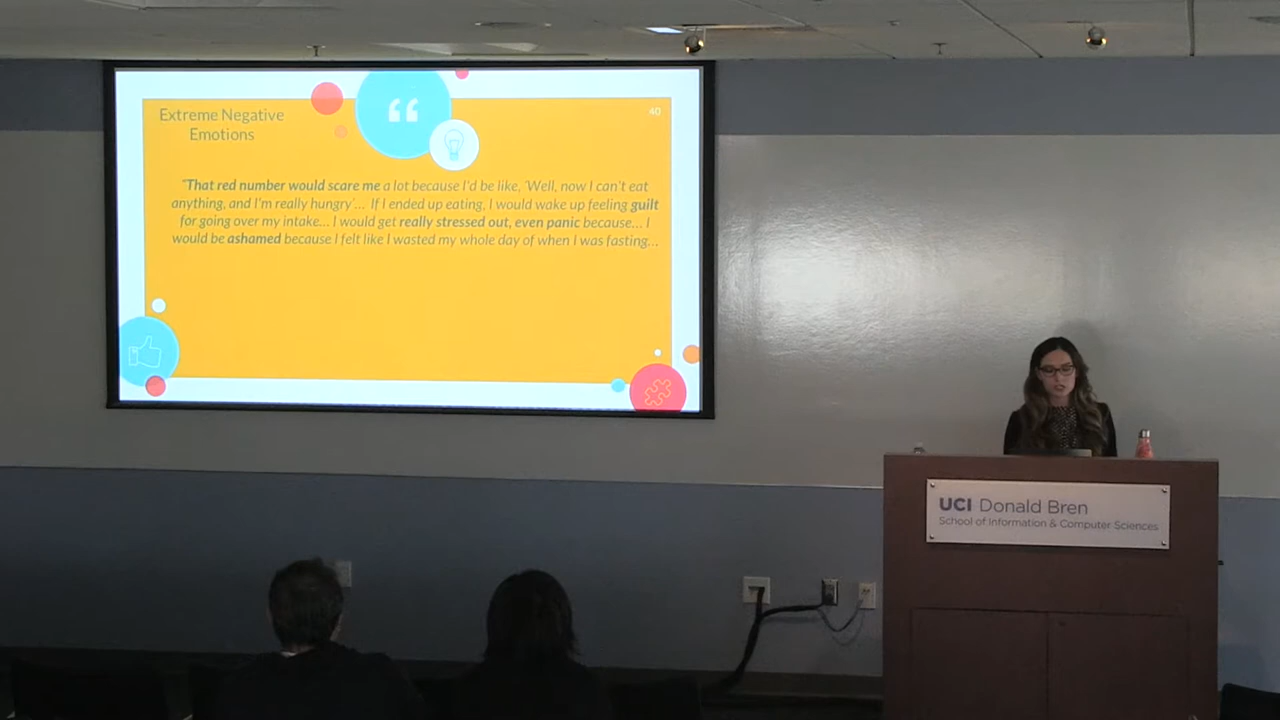 Extreme Negative
Emotions
40
"That red number would scare me a lot because I'd be like, 'Well, now I can't eat
anything, and I'm really hungry'... If I ended up eating, I would wake up feeling guilt
for going over my intake... I would get really stressed out, even panic because... I
would be ashamed because I felt like I wasted my whole day of when I was fasting...
UCI Donald Bren
School of Information & Computer Sciences